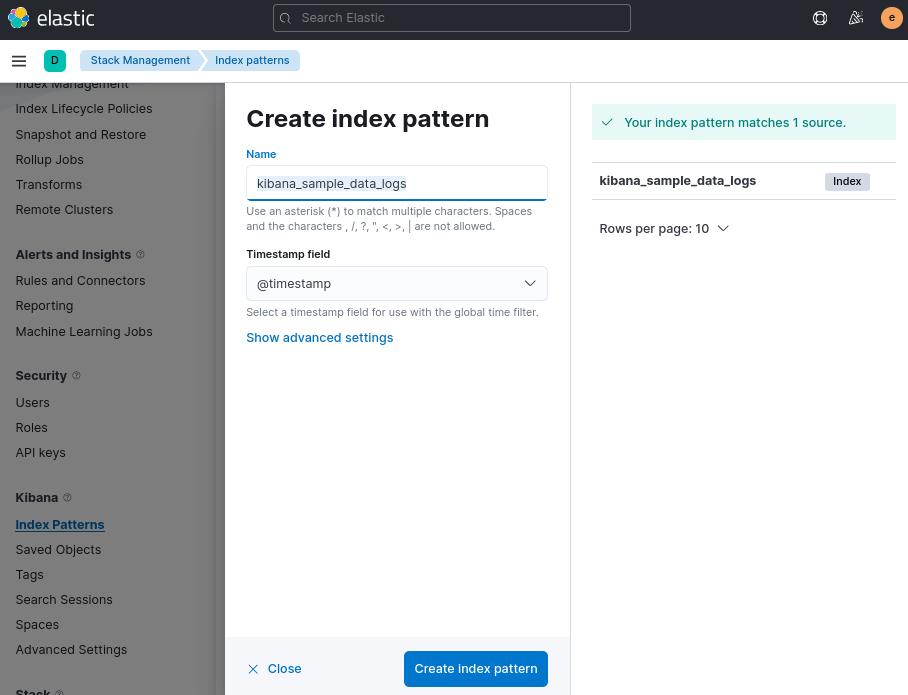 elastic
Search Elastic
e
D
Stack Management
Index patterns
Index Management
Index Lifecycle Policies
Snapshot and Restore
Rollup Jobs
Transforms
Remote Clusters
Alerts and Insights
Rules and Connectors
Reporting
Machine Learning Jobs
Security
Users
Roles
API keys
Kibana
Index Patterns
Saved Objects
Tags
Search Sessions
Spaces
Advanced Settings
Stack
Create index pattern
Name
kibana_sample_data_logs
Use an asterisk (*) to match multiple characters. Spaces
and the characters , /, ?, ", <, >, | are not allowed.
Timestamp field
@timestamp
Select a timestamp field for use with the global time filter.
Show advanced settings
Close
Create index pattern
Your index pattern matches 1 source.
kibana_sample_data_logs
Index
Rows per page: 10